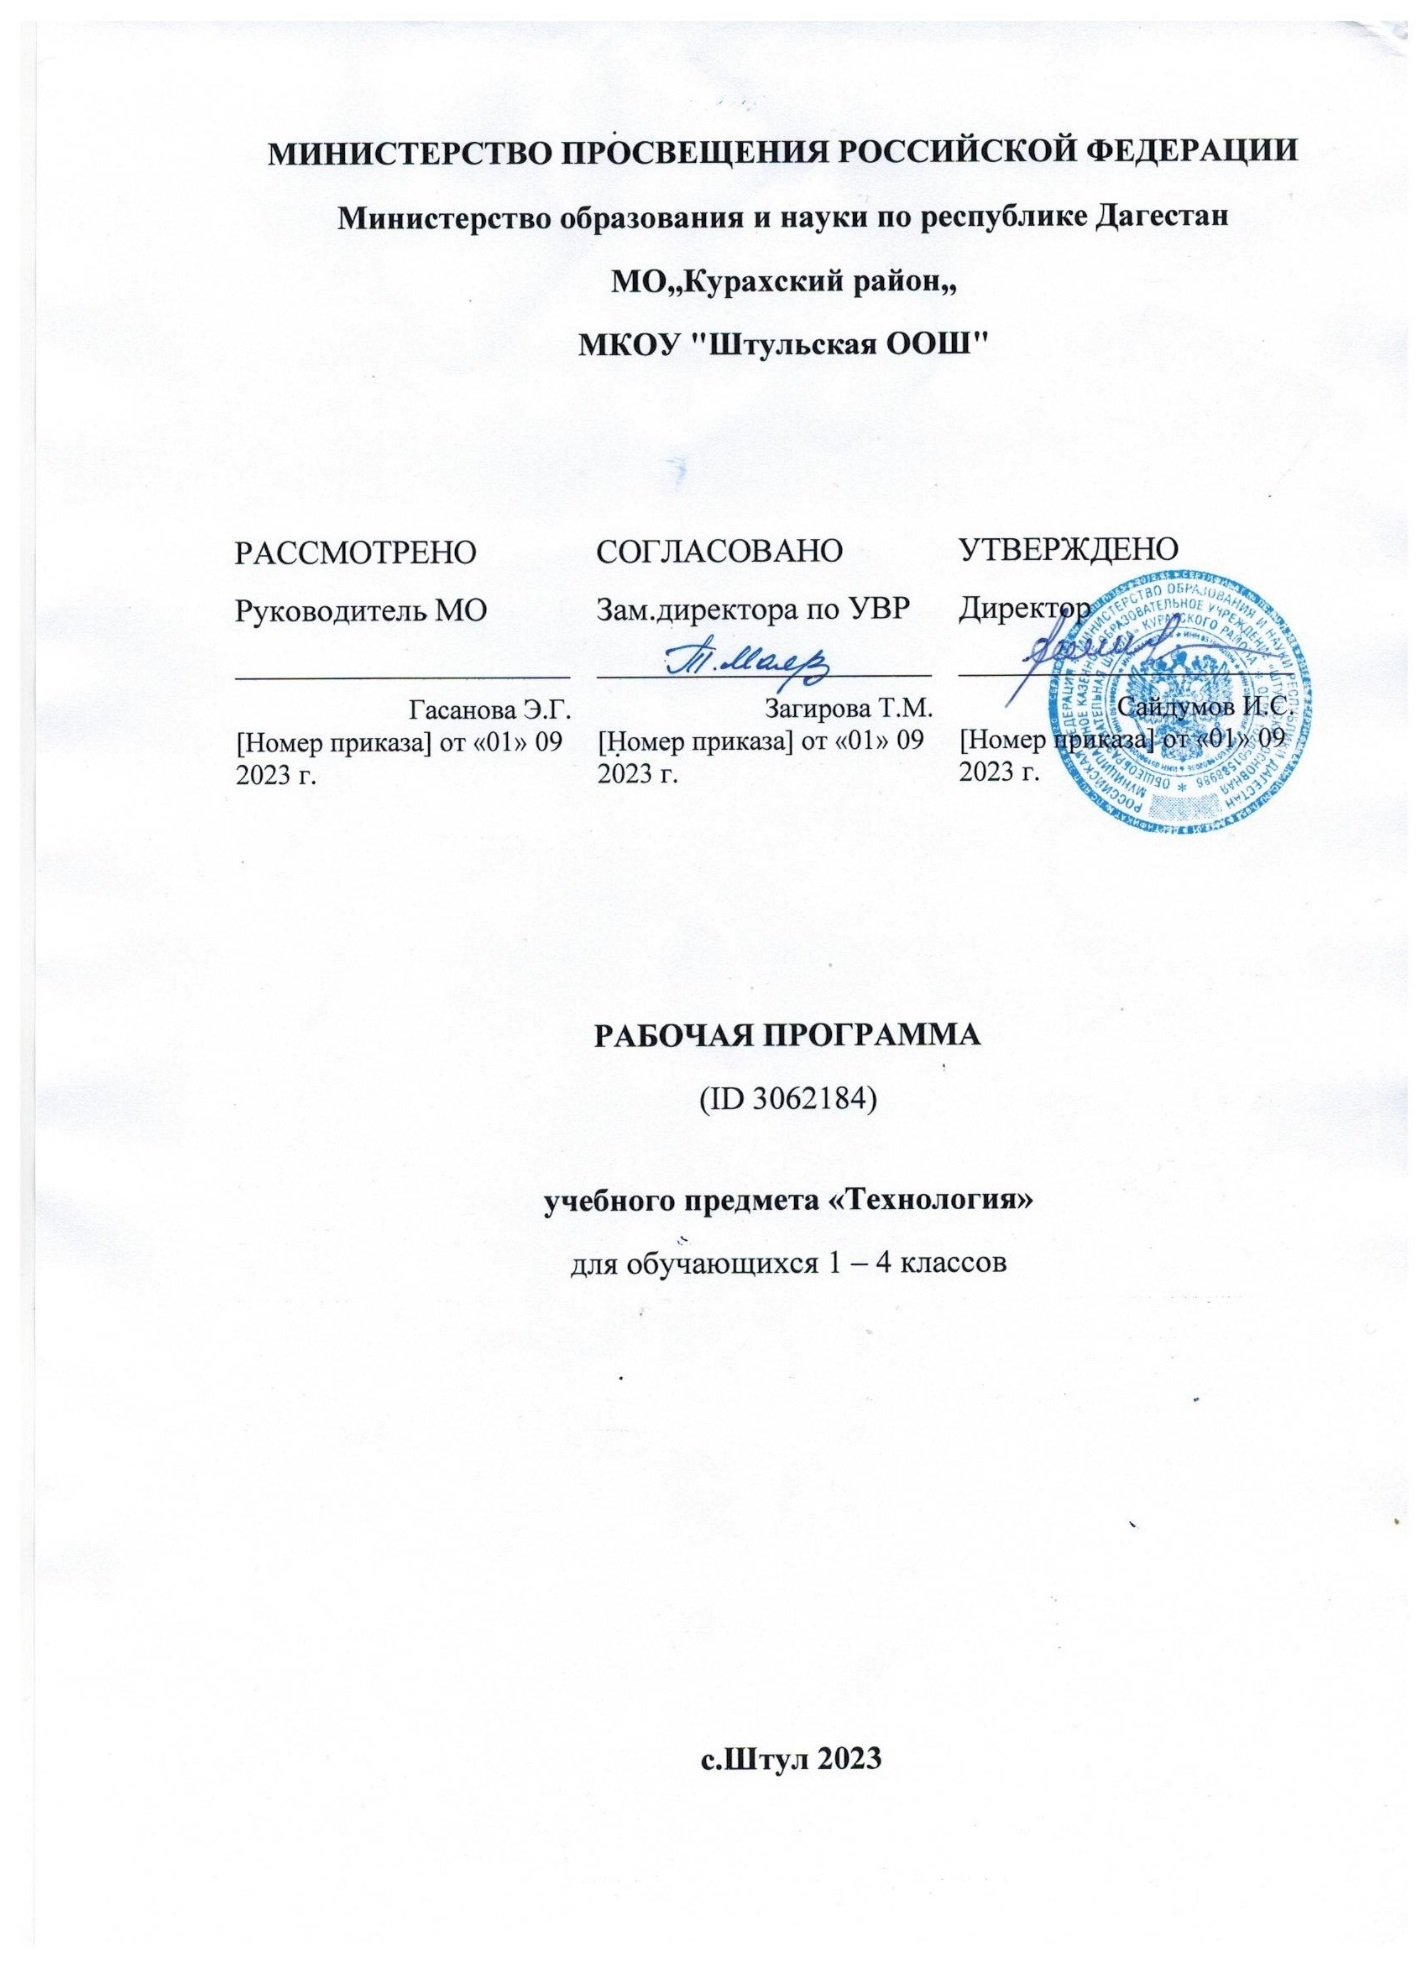 МИНИСТЕРСТВО ПРОСВЕЩЕНИЯ РОССИЙСКОЙ ФЕДЕРАЦИИ
Министерство образования и науки по республике Дагестан
МО„Курахский район„
МКОУ "Штульская ООШ"
РАССМОТРЕНО
Руководитель МО
Гасанова Э.Г.
[Номер приказа] от «01» 09
2023 г.
СОГЛАСОВАНО
Зам.директора по УВР
Загирова Т.М.
[Номер приказа] от «01» 09
2023 г.
УТВЕРЖДЕНО
Директор
Сайдумов И.С.
[Номер приказа] от «01» 09
2023 г.
РАБОЧАЯ ПРОГРАММА
(ID 3062184)
учебного предмета «Технология»
для обучающихся 1 – 4 классов
с.Штул 2023